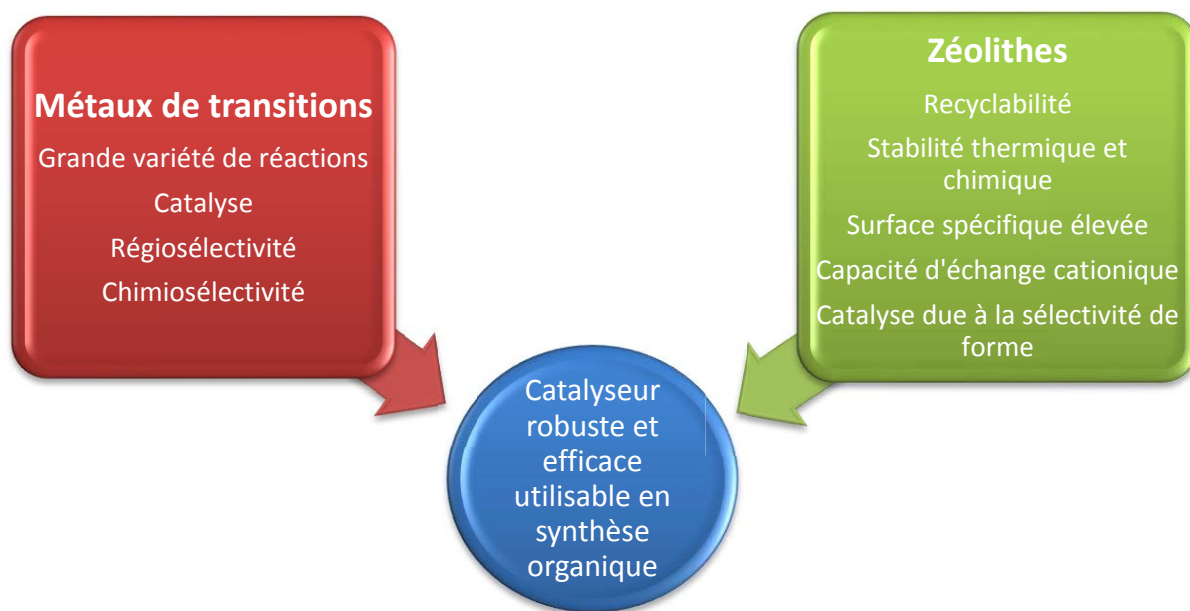 Métaux de transitions
Grande variété de réactions
Catalyse
Régiosélectivité
Chimiosélectivité
Zéolithes
Recyclabilité
Stabilité thermique et
chimique
Surface spécifique élevée
Capacité d'échange cationique
Catalyse due à la sélectivité de
forme
Catalyseur
robuste et
efficace
utilisable en
synthèse
organique